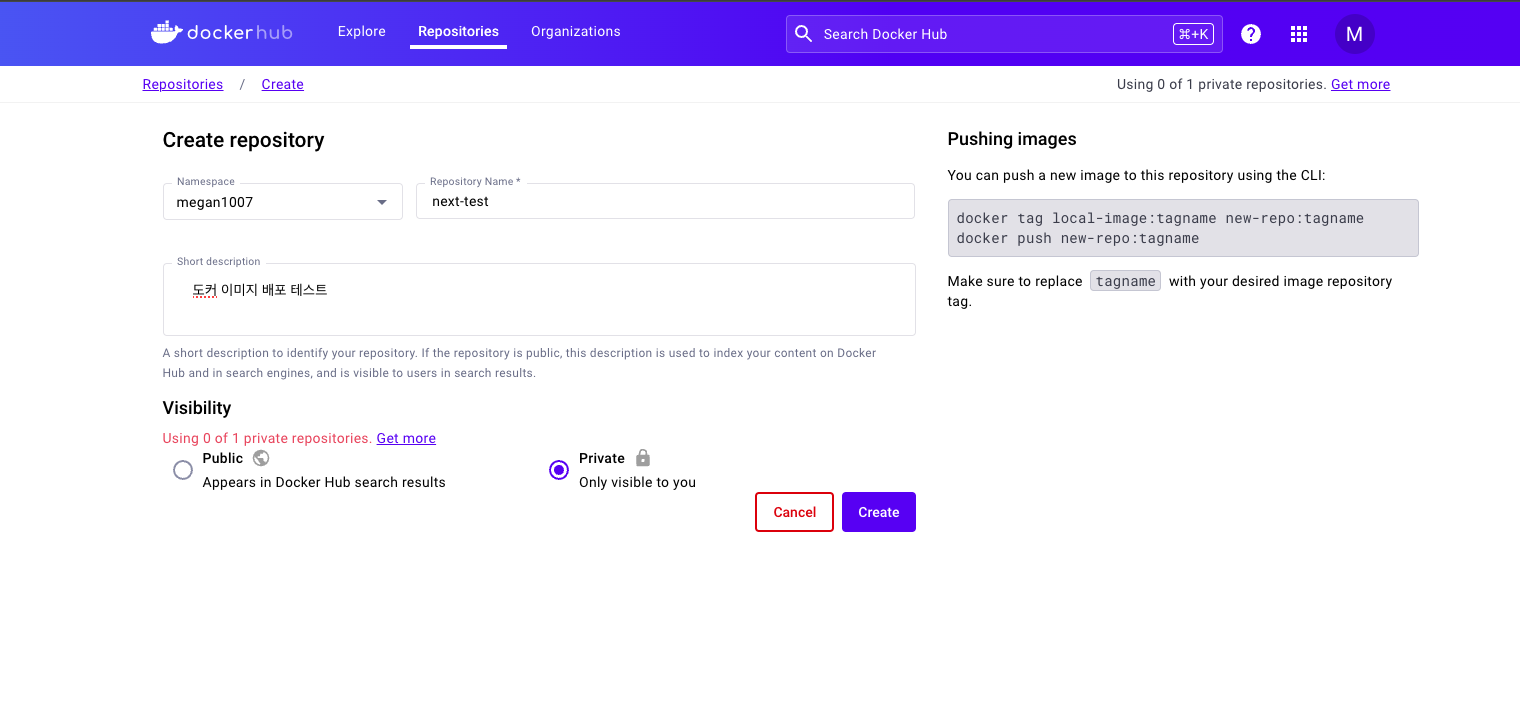 dockerhub Explore Repositories Organizations Search Docker Hub ⌘+K ? M
Repositories / Create Using 0 of 1 private repositories. Get more
Create repository
Namespace
megan1007
Repository Name *
next-test
Short description
도커 이미지 배포 테스트
A short description to identify your repository. If the repository is public, this description is used to index your content on Docker
Hub and in search engines, and is visible to users in search results.
Visibility
Using 0 of 1 private repositories. Get more
Public
Appears in Docker Hub search results
Private
Only visible to you
Cancel Create
Pushing images
You can push a new image to this repository using the CLI:
docker tag local-image:tagname new-repo:tagname
docker push new-repo:tagname
Make sure to replace tagname with your desired image repository
tag.